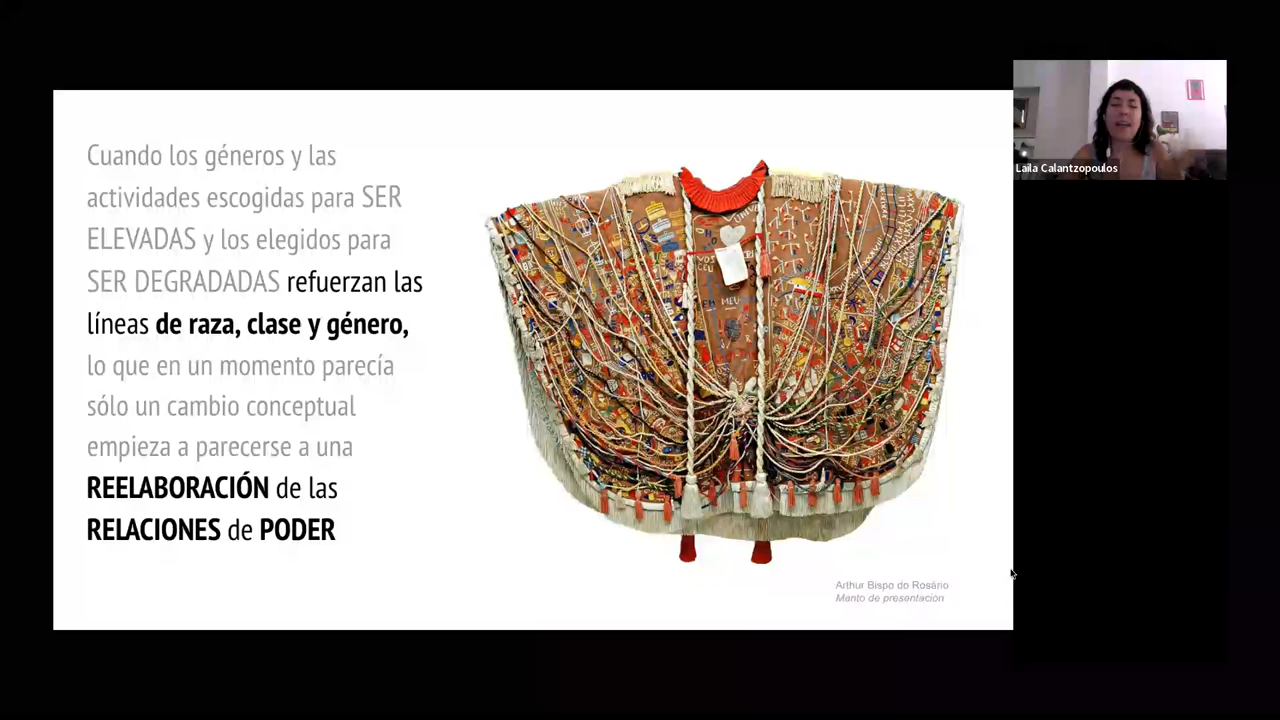 Cuando los géneros y las
actividades escogidas para SER
ELEVADAS y los elegidos para
SER DEGRADADAS refuerzan las
líneas de raza, clase y género,
lo que en un momento parecía
sólo un cambio conceptual
empieza a parecerse a una
REELABORACIÓN de las
RELACIONES de PODER
Arthur Bispo do Rosário
Manto de presentación
Laila Calantzopoulos